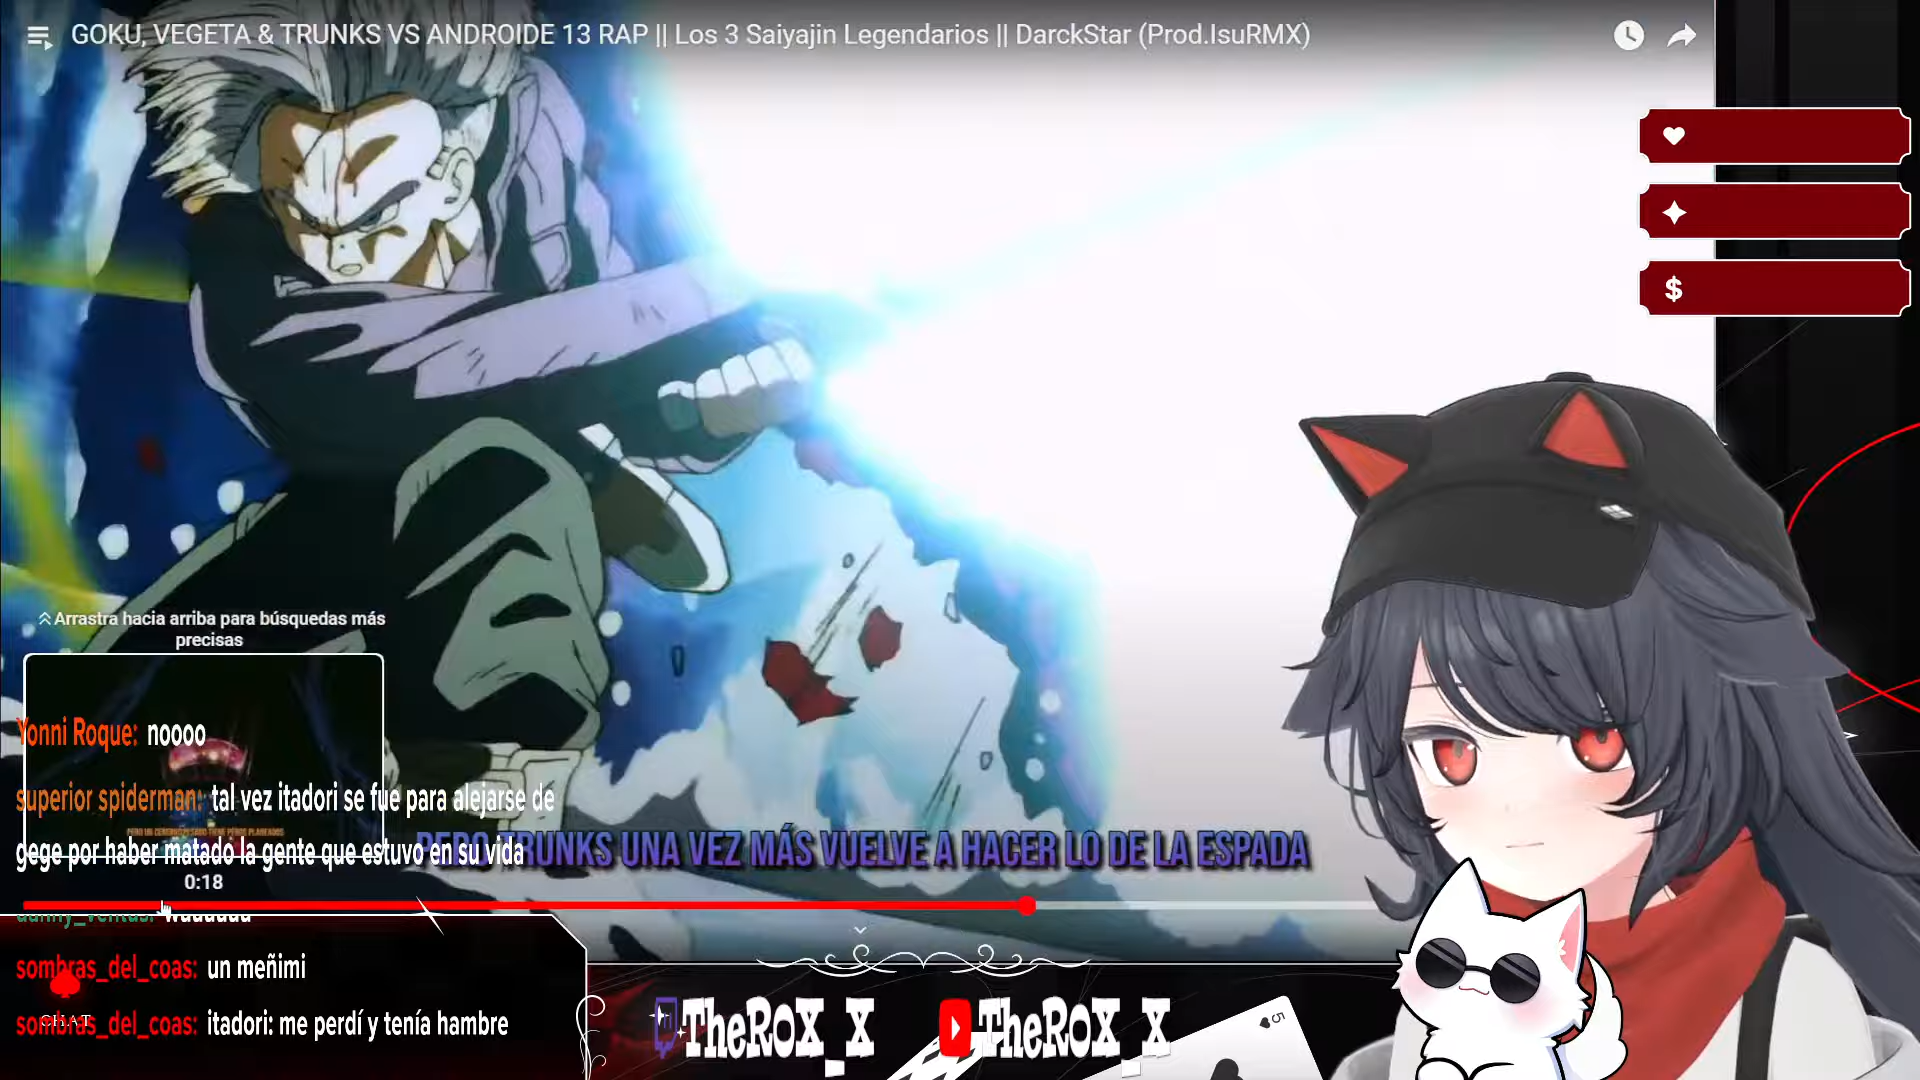 GOKU, VEGETA & TRUNKS VS ANDROIDE 13 RAP || Los 3 Saiyajin Legendarios || DarckStar (Prod.IsuRMX)
$
Arrastra hacia arriba para búsquedas más
precisas
Yonni Roque: noooo
superior spiderman: tal vez itadori se fue para alejarse de
gege por haber matado la gente que estuvo en su vida
PERO TRUNKS UNA VEZ MÁS VUELVE A HACER LO DE LA ESPADA
0:18
sombras_del_coas: un meñimi
CHAT
sombras_del_coas: itadori: me perdí y tenía hambre
TheROX_X
TheROX_X
5